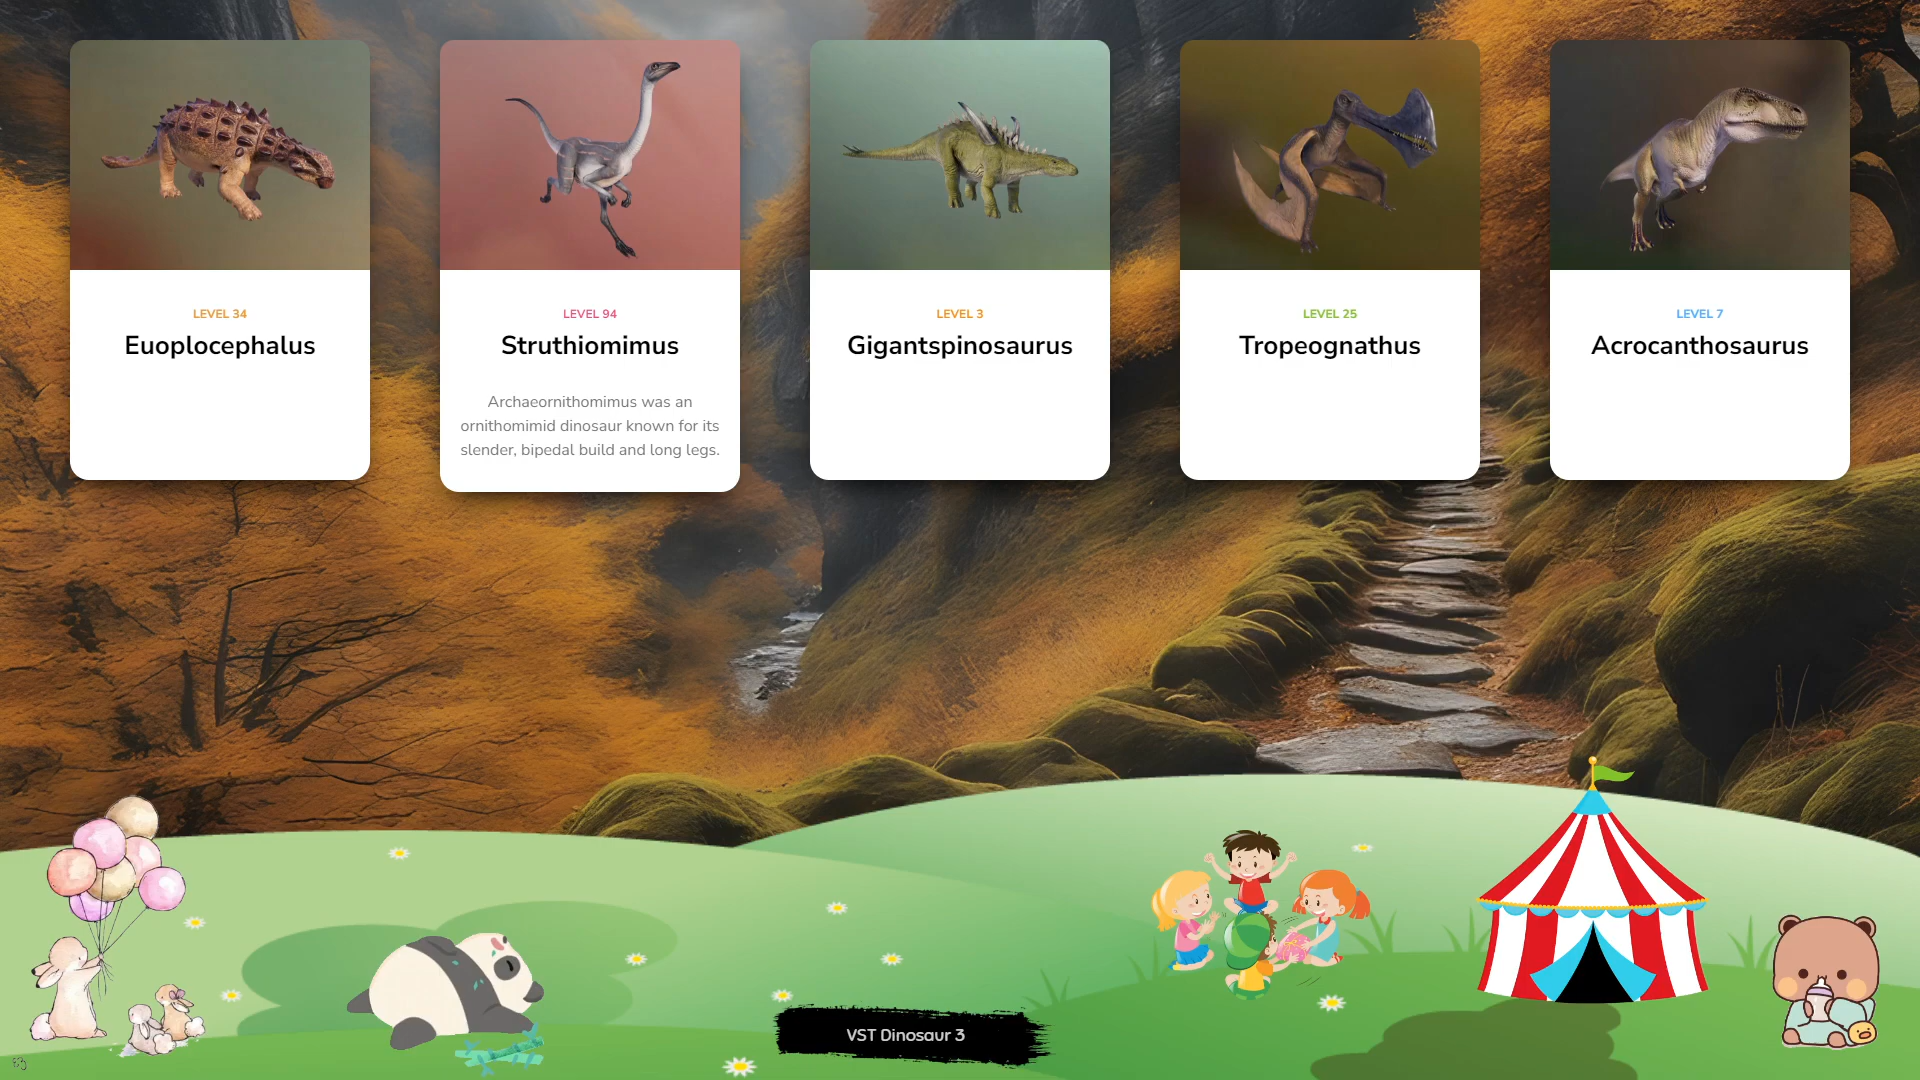 LEVEL 34
Euoplocephalus
LEVEL 94
Struthiomimus
Archaeornithomimus was an
ornithomimid dinosaur known for its
slender, bipedal build and long legs.
LEVEL 3
Gigantspinosaurus
LEVEL 25
Tropeognathus
LEVEL 7
Acrocanthosaurus
VST Dinosaur 3